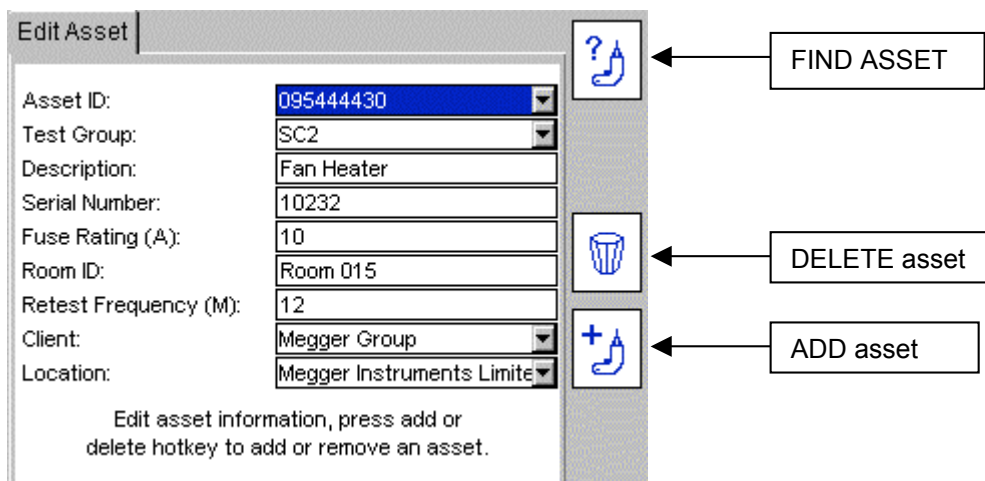 Edit Asset
FIND ASSET
Asset ID: 095444430
Test Group: SC2
Description: Fan Heater
Serial Number: 10232
Fuse Rating (A): 10
DELETE asset
Room ID: Room 015
Retest Frequency (M): 12
Client: Megger Group
ADD asset
Location: Megger Instruments Limite
Edit asset information, press add or
delete hotkey to add or remove an asset.